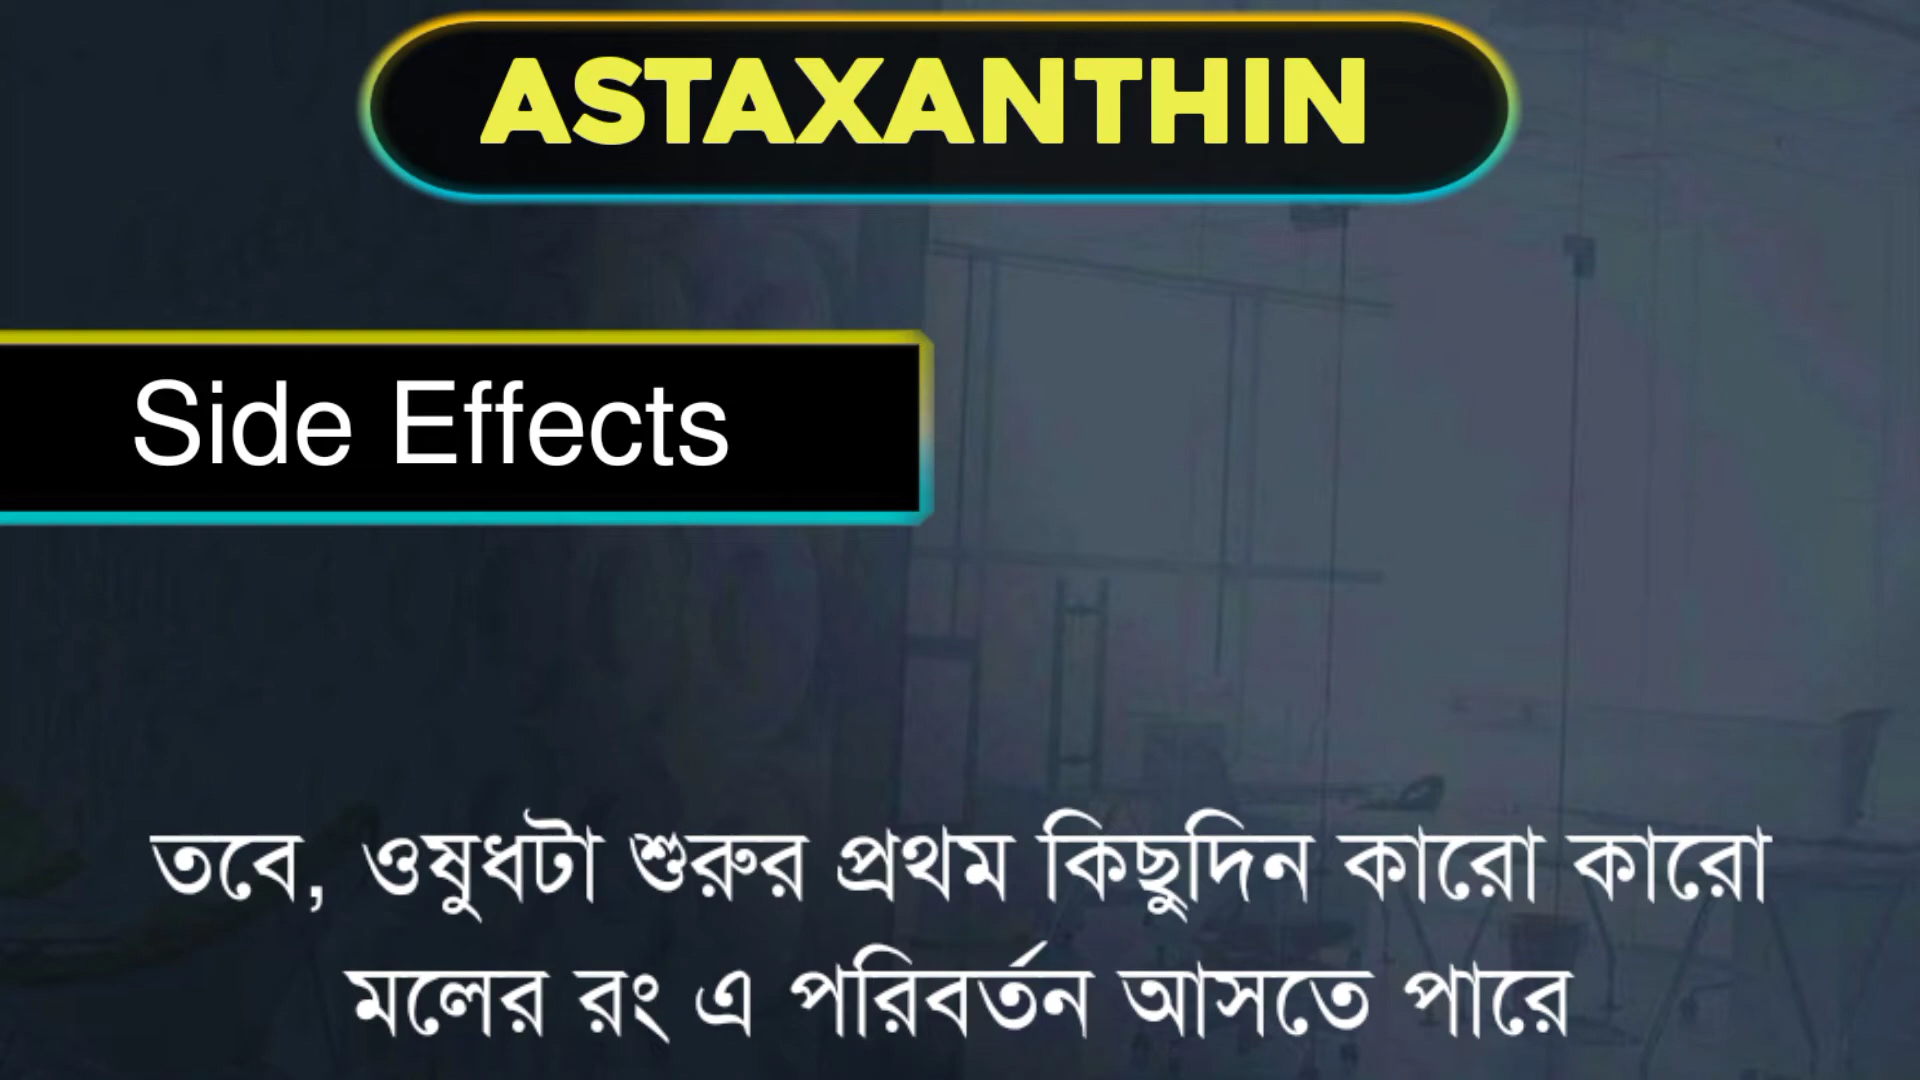 ASTAXANTHIN
Side Effects
তবে, ওষুধটা শুরুর প্রথম কিছুদিন কারো কারো
মলের রং এ পরিবর্তন আসতে পারে